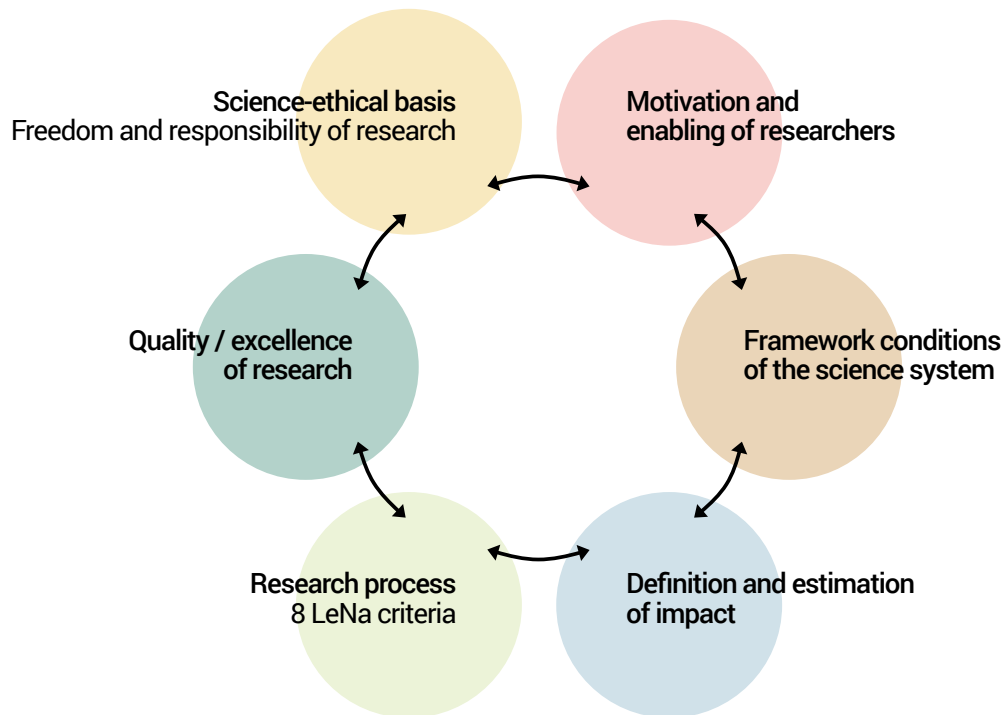 Science-ethical basis
Freedom and responsibility of research
Motivation and
enabling of researchers
Quality / excellence
of research
Framework conditions
of the science system
Research process
8 LeNa criteria
Definition and estimation
of impact